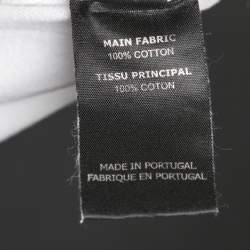 MAIN FABRIC
100% COTTON
TISSU PRINCIPAL
100% COTON
MADE IN PORTUGAL
FABRIQUE EN PORTUGAL